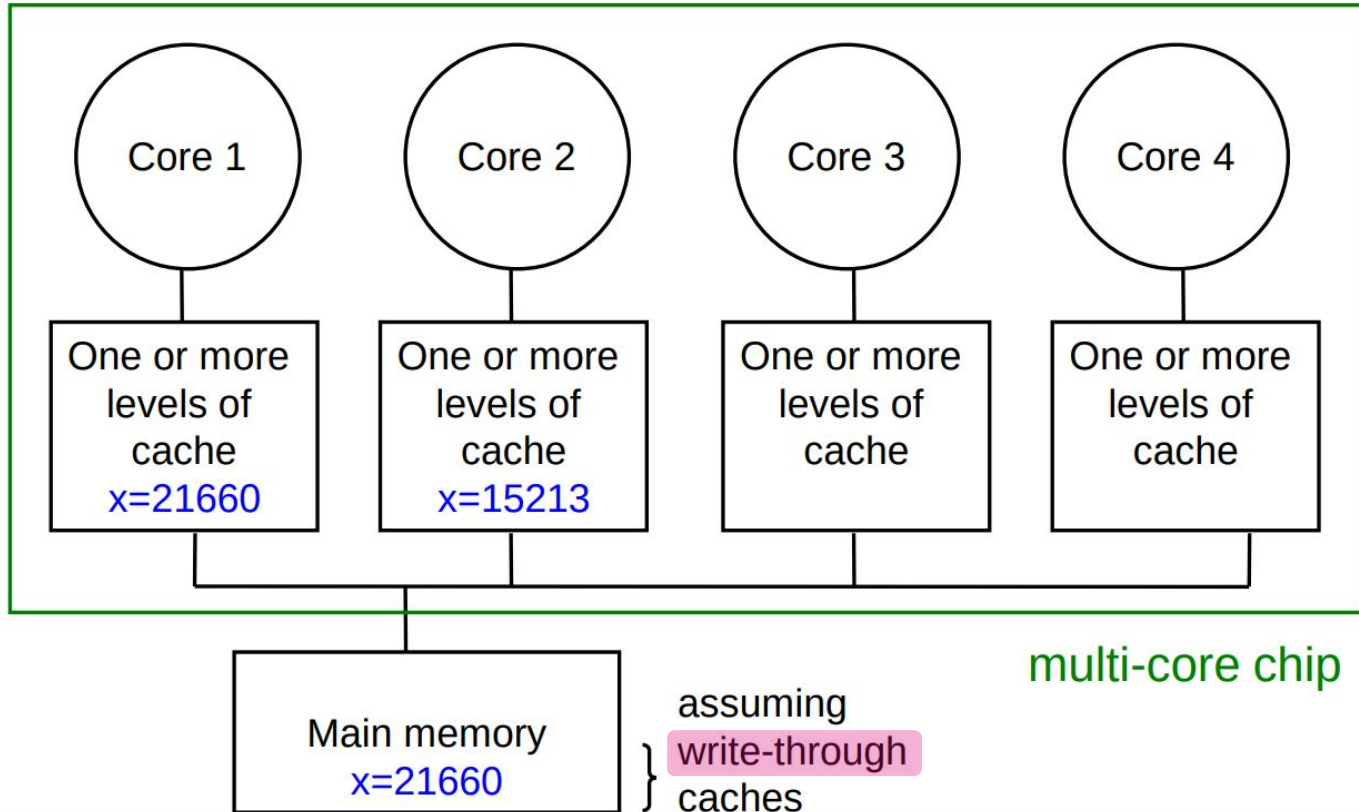 Core 1
Core 2
Core 3
Core 4
One or more
levels of
cache
x=21660
One or more
levels of
cache
x=15213
One or more
levels of
cache
One or more
levels of
cache
multi-core chip
Main memory
x=21660
assuming
write-through
caches